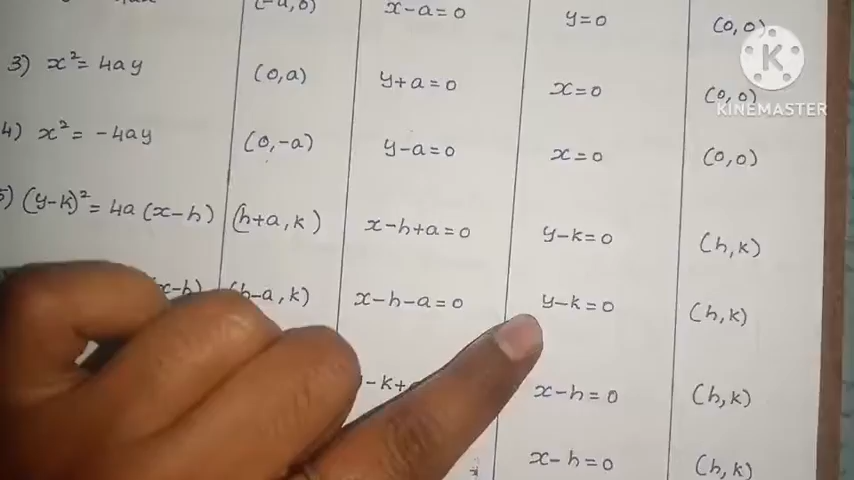 (-a, 0) x-a=0 y=0 (0,0)
3) x²=4ay (0,a) y+a=0 x=0 (0,0)
KINEMASTER
4) x²=-4ay (0,-a) y-a=0 x=0 (0,0)
5) (y-k)²=4a(x-h) (h+a,k) x-h+a=0 y-k=0 (h,k)
(x-h) (h-a,k) x-h-a=0 y-k=0 (h,k)
-k+ x-h=0 (h,k)
x-h=0 (h,k)